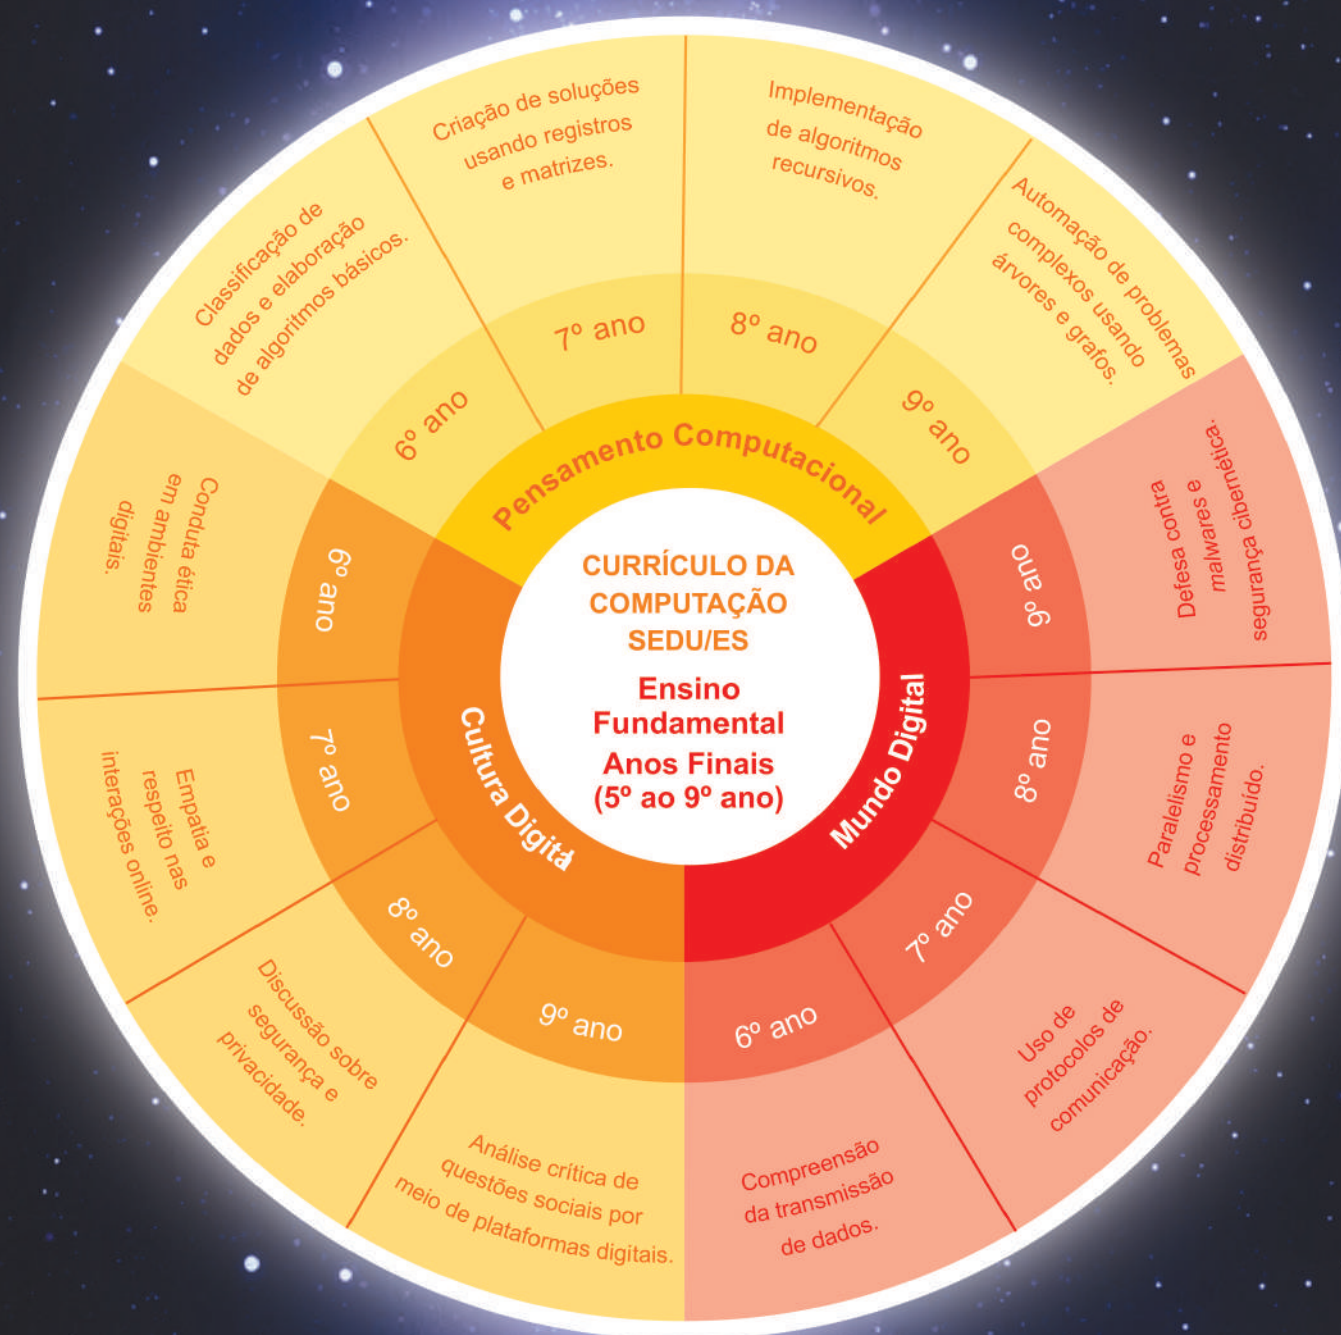 CURRÍCULO DA
COMPUTAÇÃO
SEDU/ES
Ensino
Fundamental
Anos Finais
(5º ao 9º ano)
Pensamento Computacional
6º ano
Classificação de
dados e elaboração
de algoritmos básicos.
7º ano
Criação de soluções
usando registros
e matrizes.
8º ano
Implementação
de algoritmos
recursivos.
9º ano
Automação de problemas
complexos usando
árvores e grafos.
Mundo Digital
9º ano
Defesa contra
malwares e
segurança cibernética.
8º ano
Paralelismo e
processamento
distribuído.
7º ano
Uso de
protocolos de
comunicação.
6º ano
Compreensão
da transmissão
de dados.
Cultura Digital
9º ano
Análise crítica de
questões sociais por
meio de plataformas digitais.
8º ano
Discussão sobre
segurança e
privacidade.
7º ano
Empatia e
respeito nas
interações online.
6º ano
Conduta ética
em ambientes
digitais.